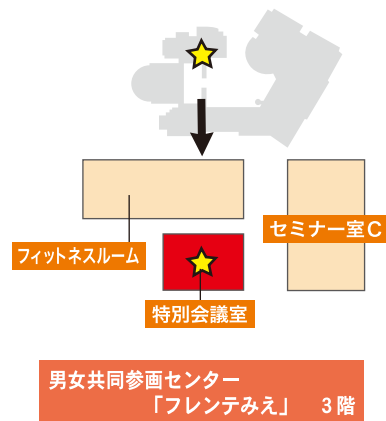 セミナー室C
フィットネスルーム
特別会議室
男女共同参画センター
「フレンテみえ」 3階